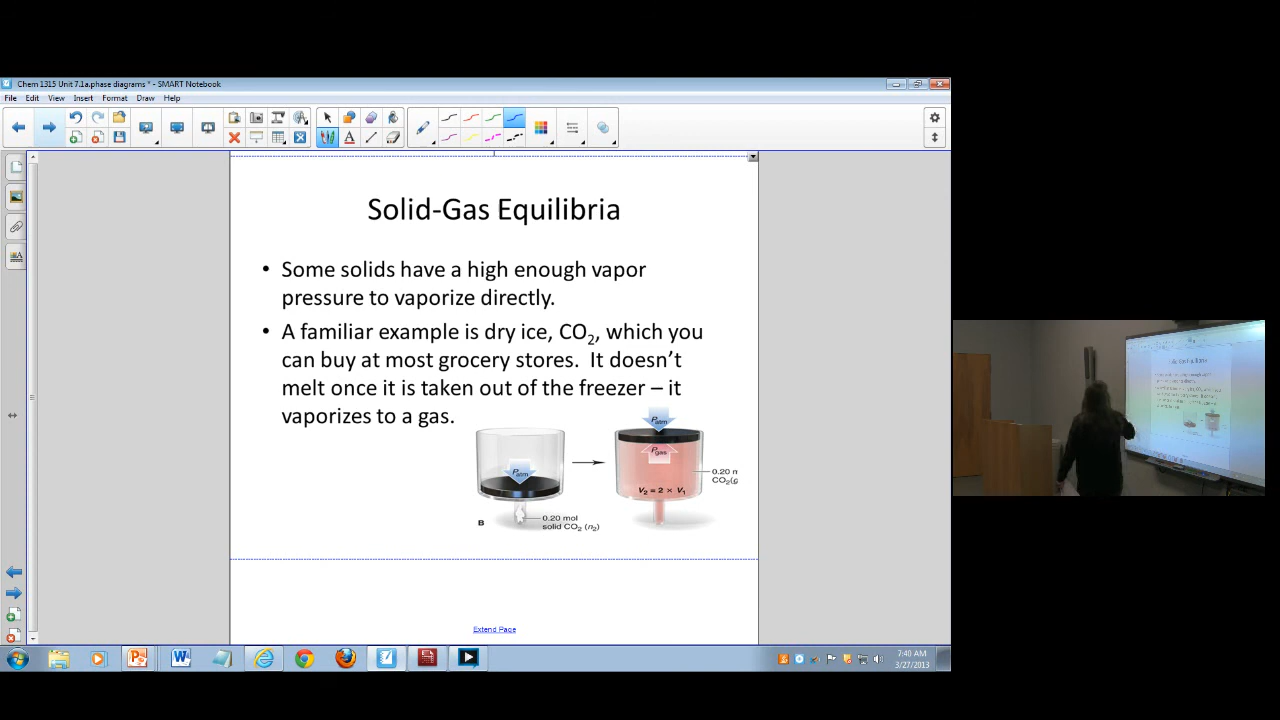 Chem 1315 Unit 7.1a.phase diagrams * - SMART Notebook
File Edit View Insert Format Draw Help
Solid-Gas Equilibria
• Some solids have a high enough vapor
pressure to vaporize directly.
• A familiar example is dry ice, CO2, which you
can buy at most grocery stores. It doesn't
melt once it is taken out of the freezer – it
vaporizes to a gas.
Patm
Patm
Pgas
V2 = 2 × V1
0.20 m
CO2(g
B
0.20 mol
solid CO2 (n2)
Extend Page
7:40 AM
3/27/2013